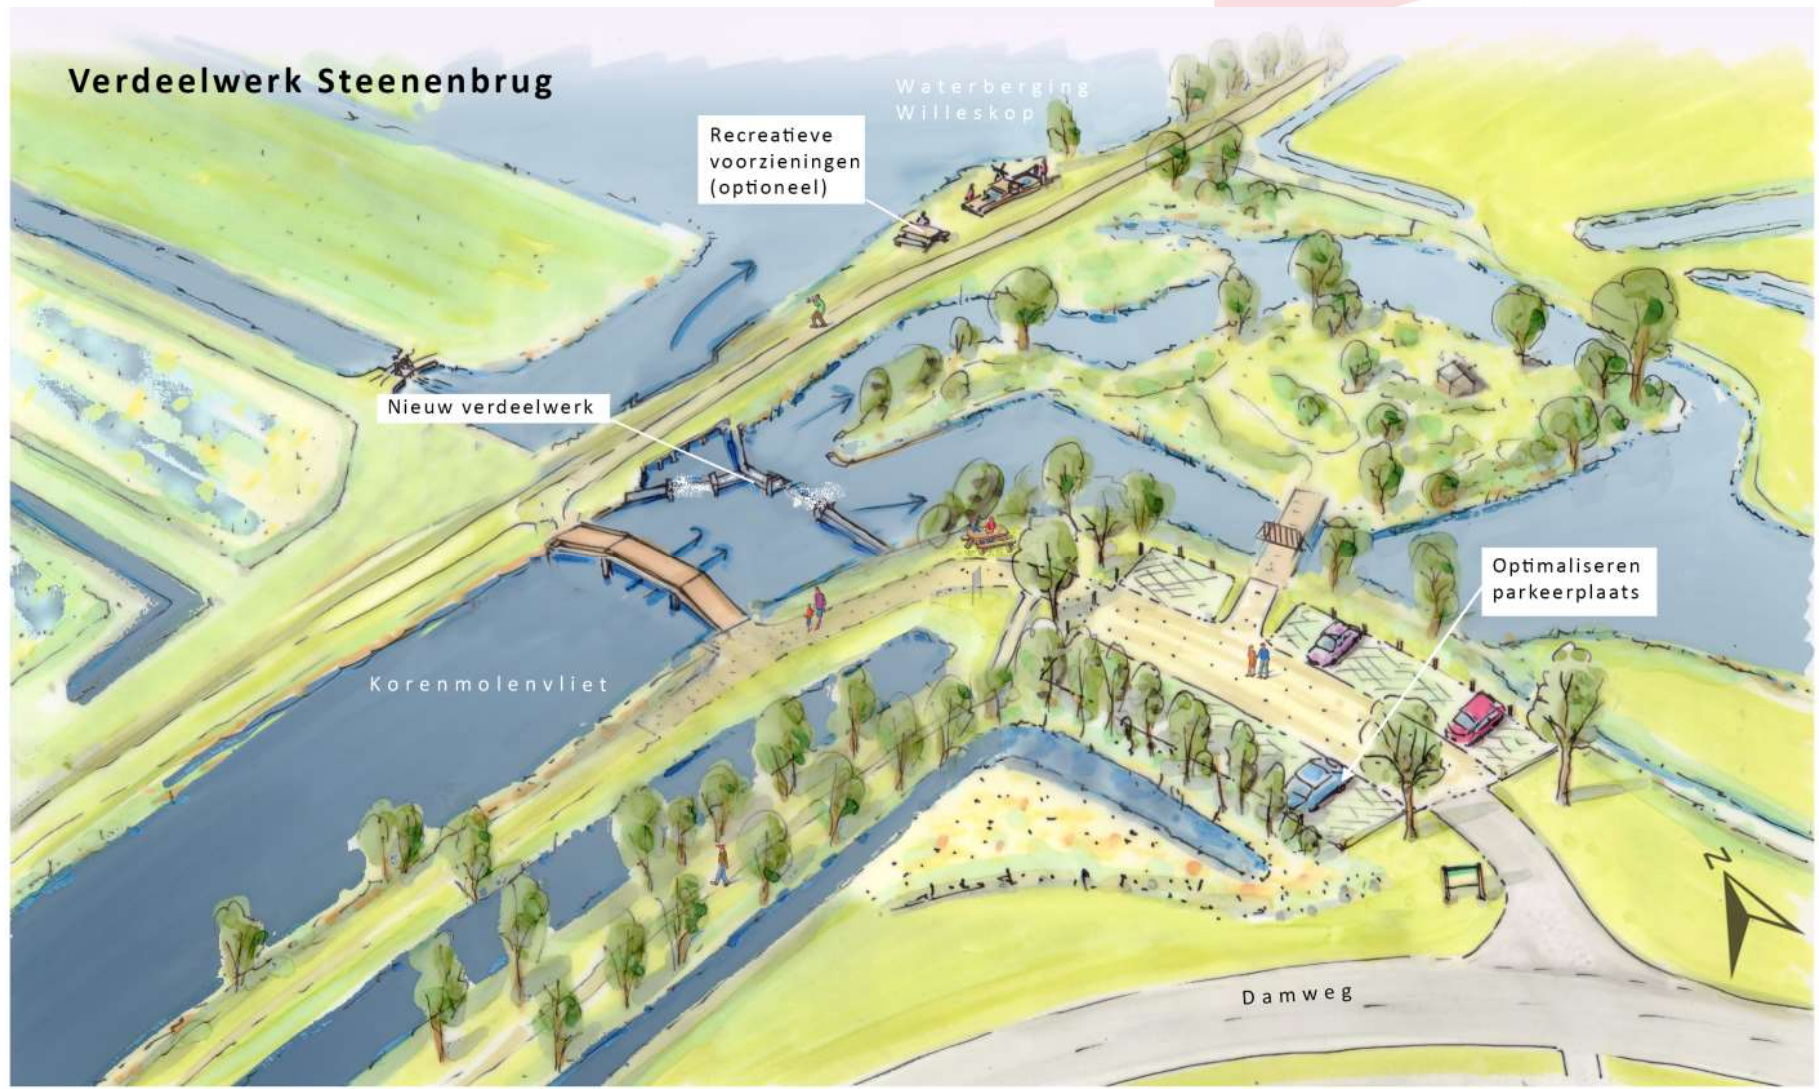 Verdeelwerk Steenenbrug
Waterberging
Willeskop
Recreatieve
voorzieningen
(optioneel)
Nieuw verdeelwerk
Optimaliseren
parkeerplaats
Korenmolenvliet
N
Damweg